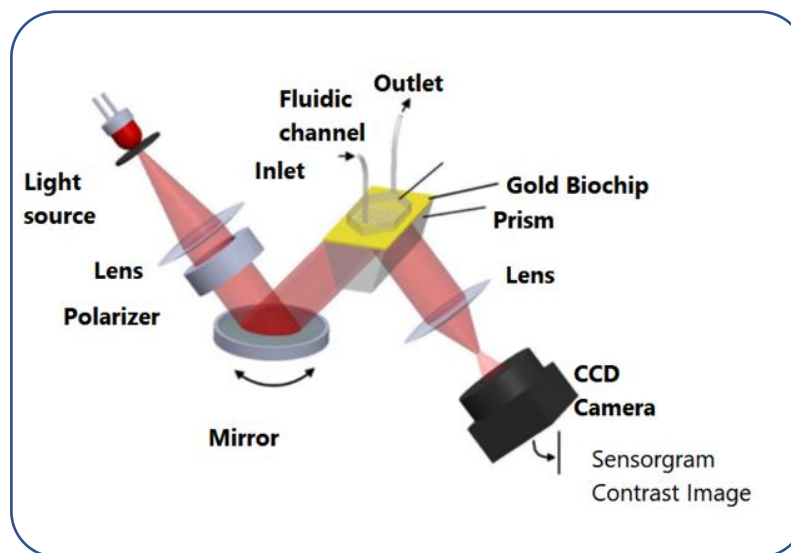 Outlet
Fluidic
channel
Inlet
Light
source
Gold Biochip
Prism
Lens
Polarizer
Lens
Mirror
CCD
Camera
Sensorgram
Contrast Image